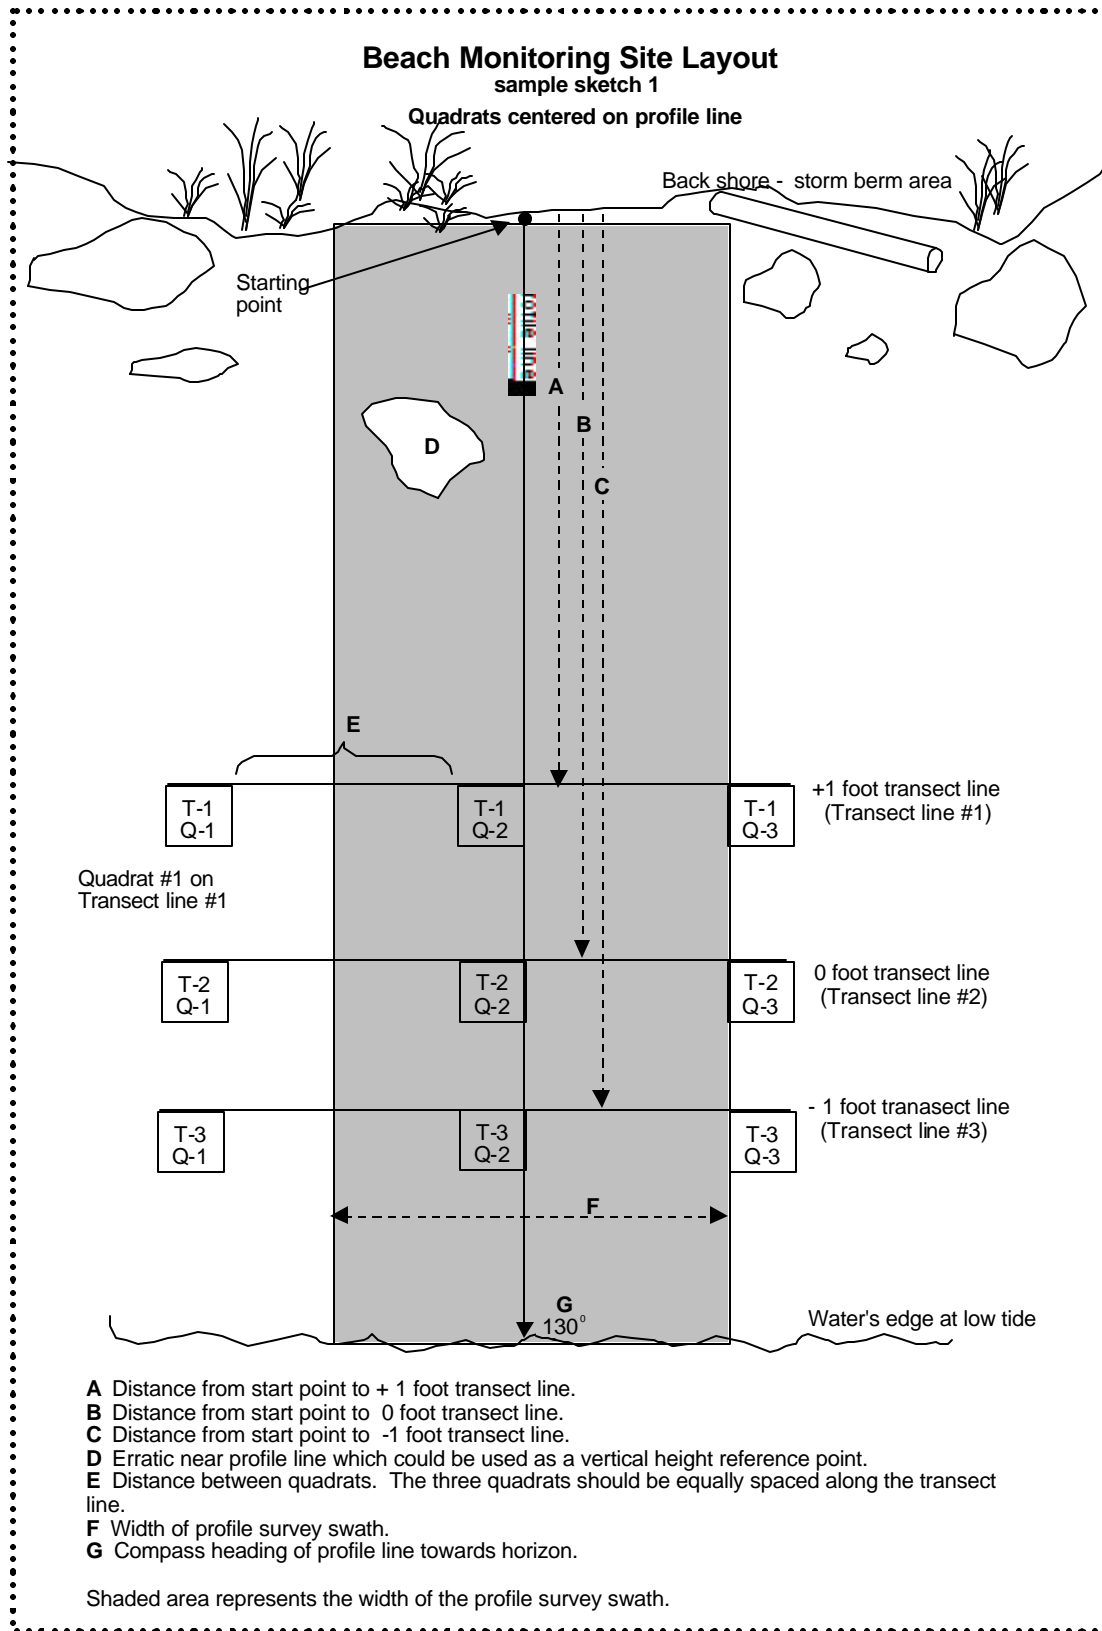 Beach Monitoring Site Layout
sample sketch 1
Quadrats centered on profile line
Back shore - storm berm area
Starting
point
line
A
B
D
C
E
+1 foot transect line
(Transect line #1)
T-1
Q-1
T-1
Q-2
T-1
Q-3
Quadrat #1 on
Transect line #1
0 foot transect line
(Transect line #2)
T-2
Q-1
T-2
Q-2
T-2
Q-3
- 1 foot tranasect line
(Transect line #3)
T-3
Q-1
T-3
Q-2
T-3
Q-3
F
G
130⁰
Water's edge at low tide
A Distance from start point to + 1 foot transect line.
B Distance from start point to 0 foot transect line.
C Distance from start point to -1 foot transect line.
D Erratic near profile line which could be used as a vertical height reference point.
E Distance between quadrats. The three quadrats should be equally spaced along the transect
line.
F Width of profile survey swath.
G Compass heading of profile line towards horizon.
Shaded area represents the width of the profile survey swath.